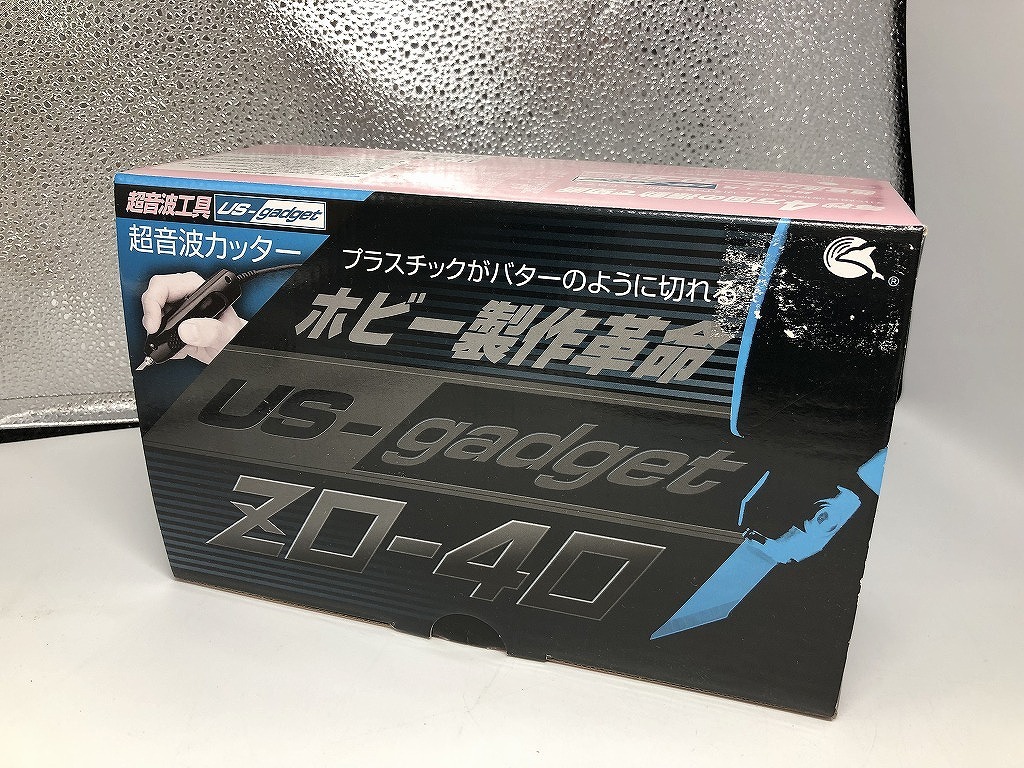 超音波工具 US-gadget
超音波カッター
プラスチックがバターのように切れる
ホビー製作革命
US-gadget
ZO-40
®